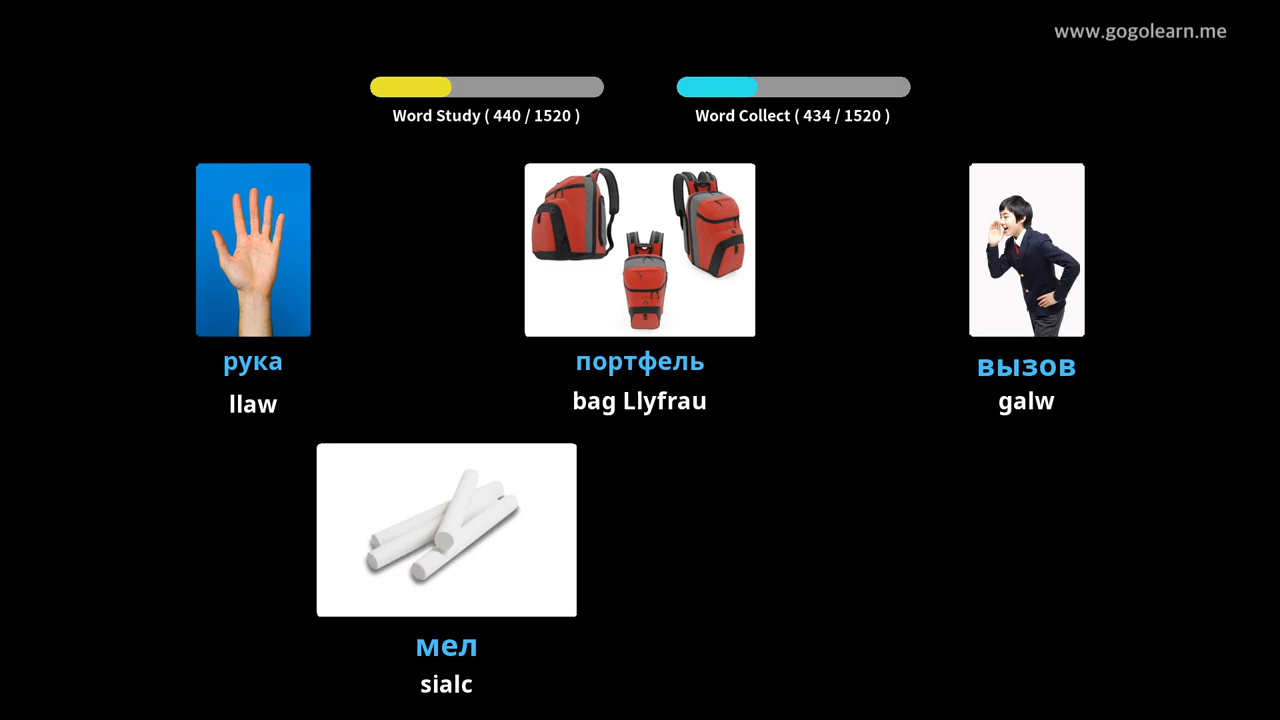 www.gogolearn.me
Word Study ( 440 / 1520 )
Word Collect ( 434 / 1520 )
рука
llaw
портфель
bag Llyfrau
вызов
galw
мел
sialc